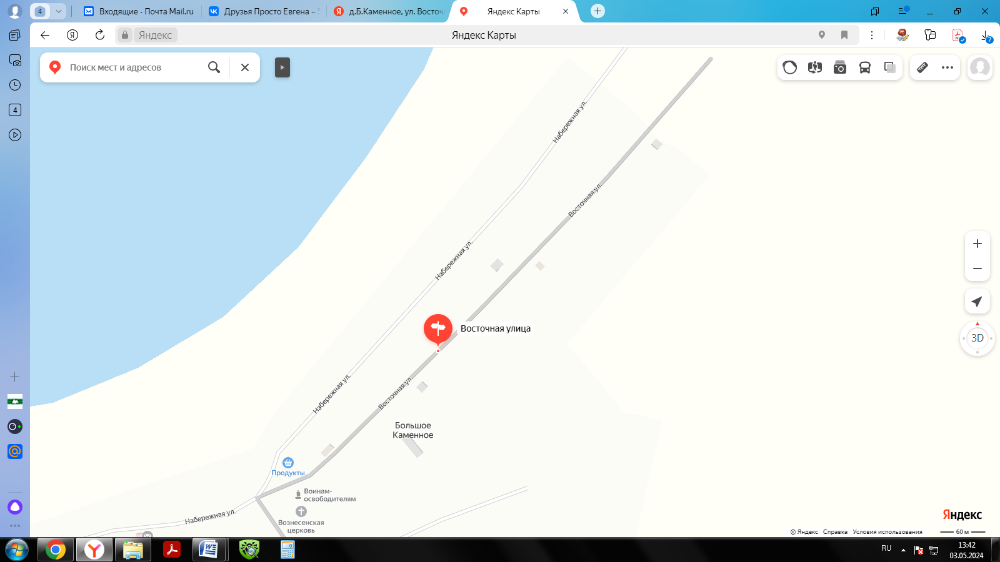 4
Входящие - Почта Mail.ru
Друзья Просто Евгена –
д.Б.Каменное, ул. Восточ
Яндекс Карты
Яндекс
Яндекс Карты
7
4
Поиск мест и адресов
Набережная ул.
Восточная ул.
Набережная ул.
Восточная улица
3D
Набережная ул.
Восточная ул.
Большое
Каменное
Продукты
Воинам-
освободителям
Набережная ул.
Вознесенская
церковь
Яндекс
© Яндекс Справка Условия использования
60 м
RU
13:42
03.05.2024